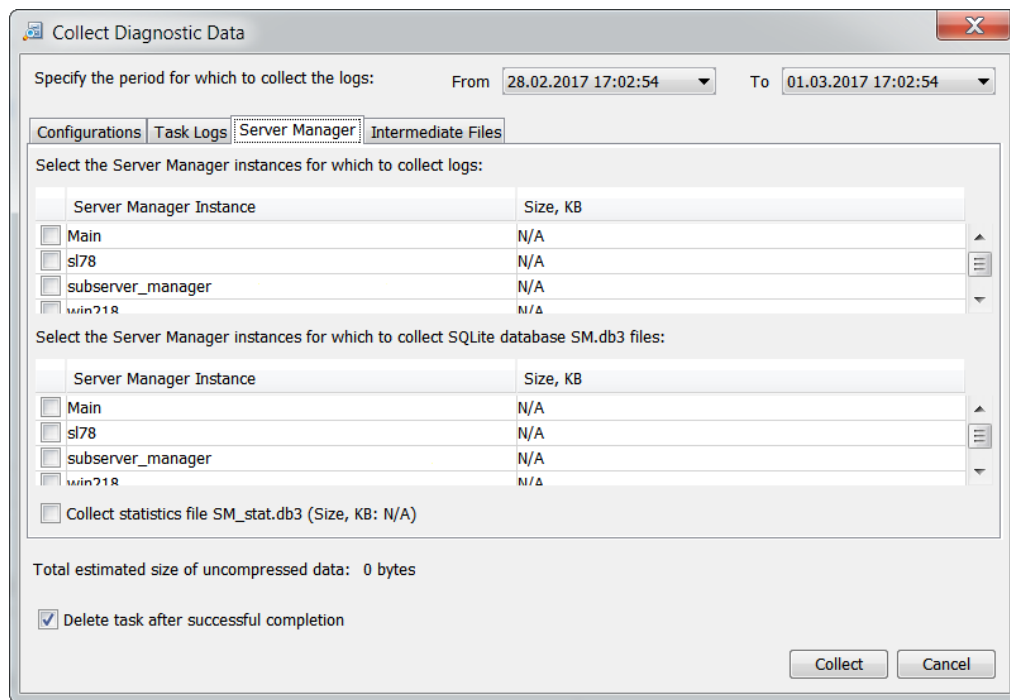 Collect Diagnostic Data
Specify the period for which to collect the logs: From 28.02.2017 17:02:54 To 01.03.2017 17:02:54
Configurations Task Logs Server Manager Intermediate Files
Select the Server Manager instances for which to collect logs:
Server Manager Instance Size, KB
Main N/A
sl78 N/A
subserver_manager N/A
win218 N/A
Select the Server Manager instances for which to collect SQLite database SM.db3 files:
Server Manager Instance Size, KB
Main N/A
sl78 N/A
subserver_manager N/A
win218 N/A
Collect statistics file SM_stat.db3 (Size, KB: N/A)
Total estimated size of uncompressed data: 0 bytes
Delete task after successful completion
Collect Cancel